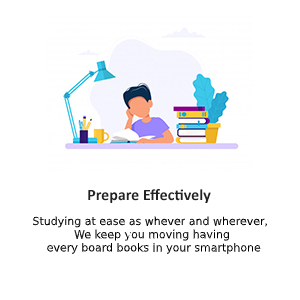 Prepare Effectively
Studying at ease as whever and wherever,
We keep you moving having
every board books in your smartphone